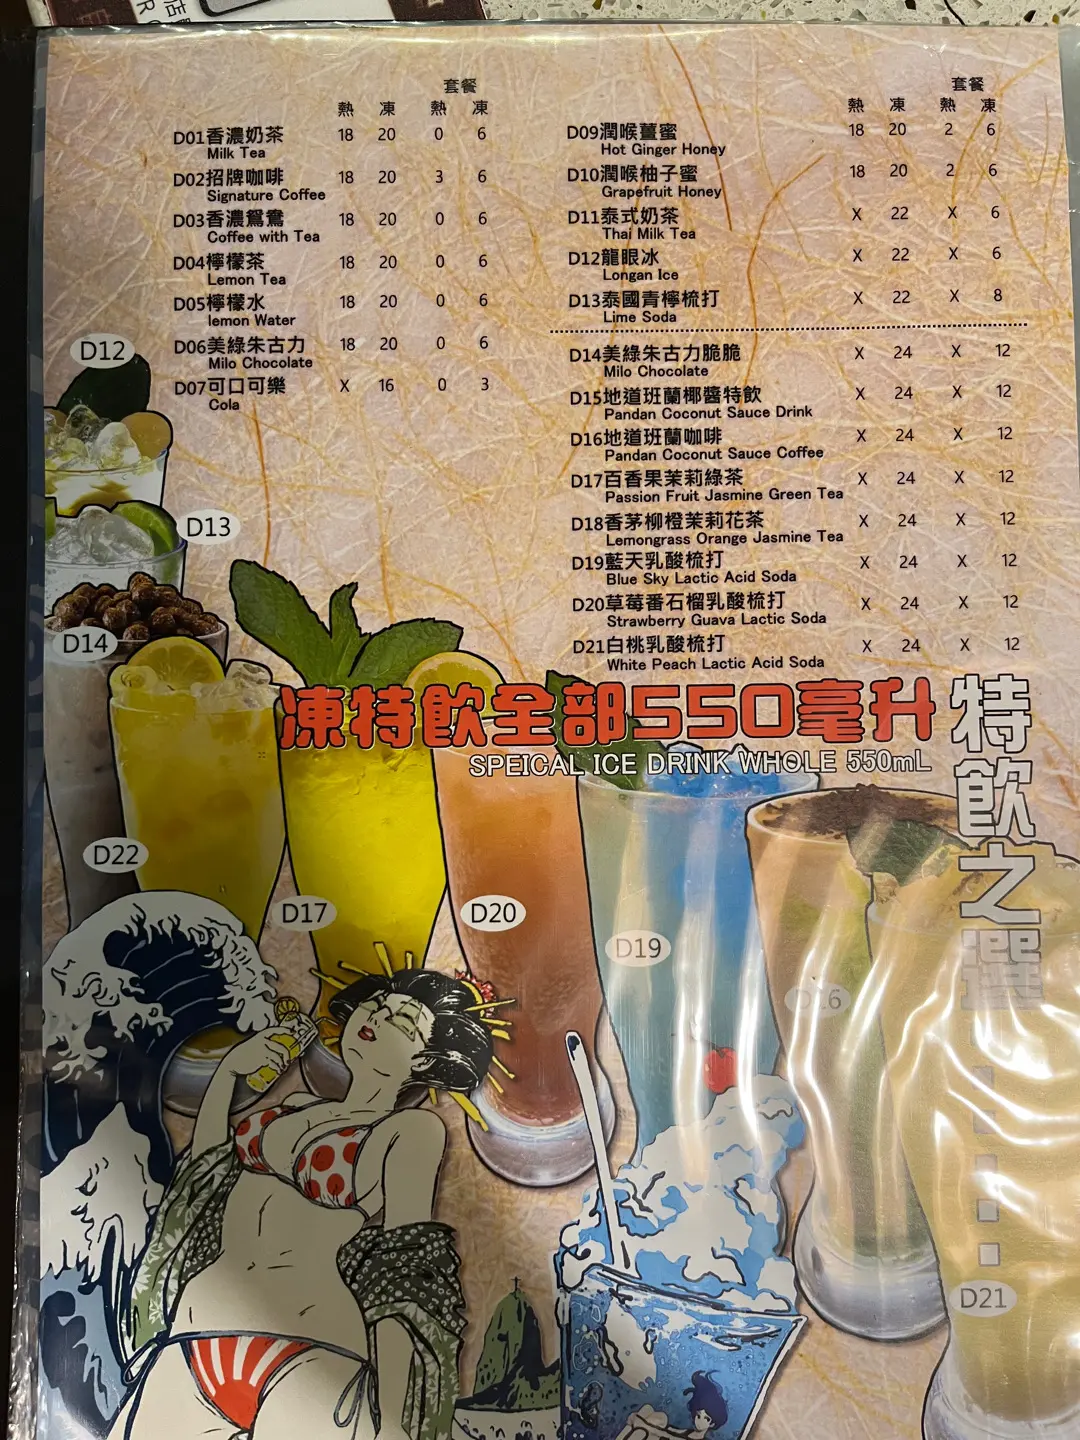 套餐
熱 凍 熱 凍
D01香濃奶茶 18 20 0 6
Milk Tea
D02招牌咖啡 18 20 3 6
Signature Coffee
D03香濃鴛鴦 18 20 0 6
Coffee with Tea
D04檸檬茶 18 20 0 6
Lemon Tea
D05檸檬水 18 20 0 6
lemon Water
D06美綠朱古力 18 20 0 6
Milo Chocolate
D07可口可樂 X 16 0 3
Cola
套餐
熱 凍 熱 凍
D09潤喉薑蜜 18 20 2 6
Hot Ginger Honey
D10潤喉柚子蜜 18 20 2 6
Grapefruit Honey
D11泰式奶茶 X 22 X 6
Thai Milk Tea
D12龍眼冰 X 22 X 6
Longan Ice
D13泰國青檸梳打 X 22 X 8
Lime Soda
D14美綠朱古力脆脆 X 24 X 12
Milo Chocolate
D15地道班蘭椰醬特飲 X 24 X 12
Pandan Coconut Sauce Drink
D16地道班蘭咖啡 X 24 X 12
Pandan Coconut Sauce Coffee
D17百香果茉莉綠茶 X 24 X 12
Passion Fruit Jasmine Green Tea
D18香茅柳橙茉莉花茶 X 24 X 12
Lemongrass Orange Jasmine Tea
D19藍天乳酸梳打 X 24 X 12
Blue Sky Lactic Acid Soda
D20草莓番石榴乳酸梳打 X 24 X 12
Strawberry Guava Lactic Soda
D21白桃乳酸梳打 X 24 X 12
White Peach Lactic Acid Soda
凍特飲全部550毫升
SPEICAL ICE DRINK WHOLE 550mL
特飲之選
D12
D13
D14
D22
D17
D20
D19
D16
D21